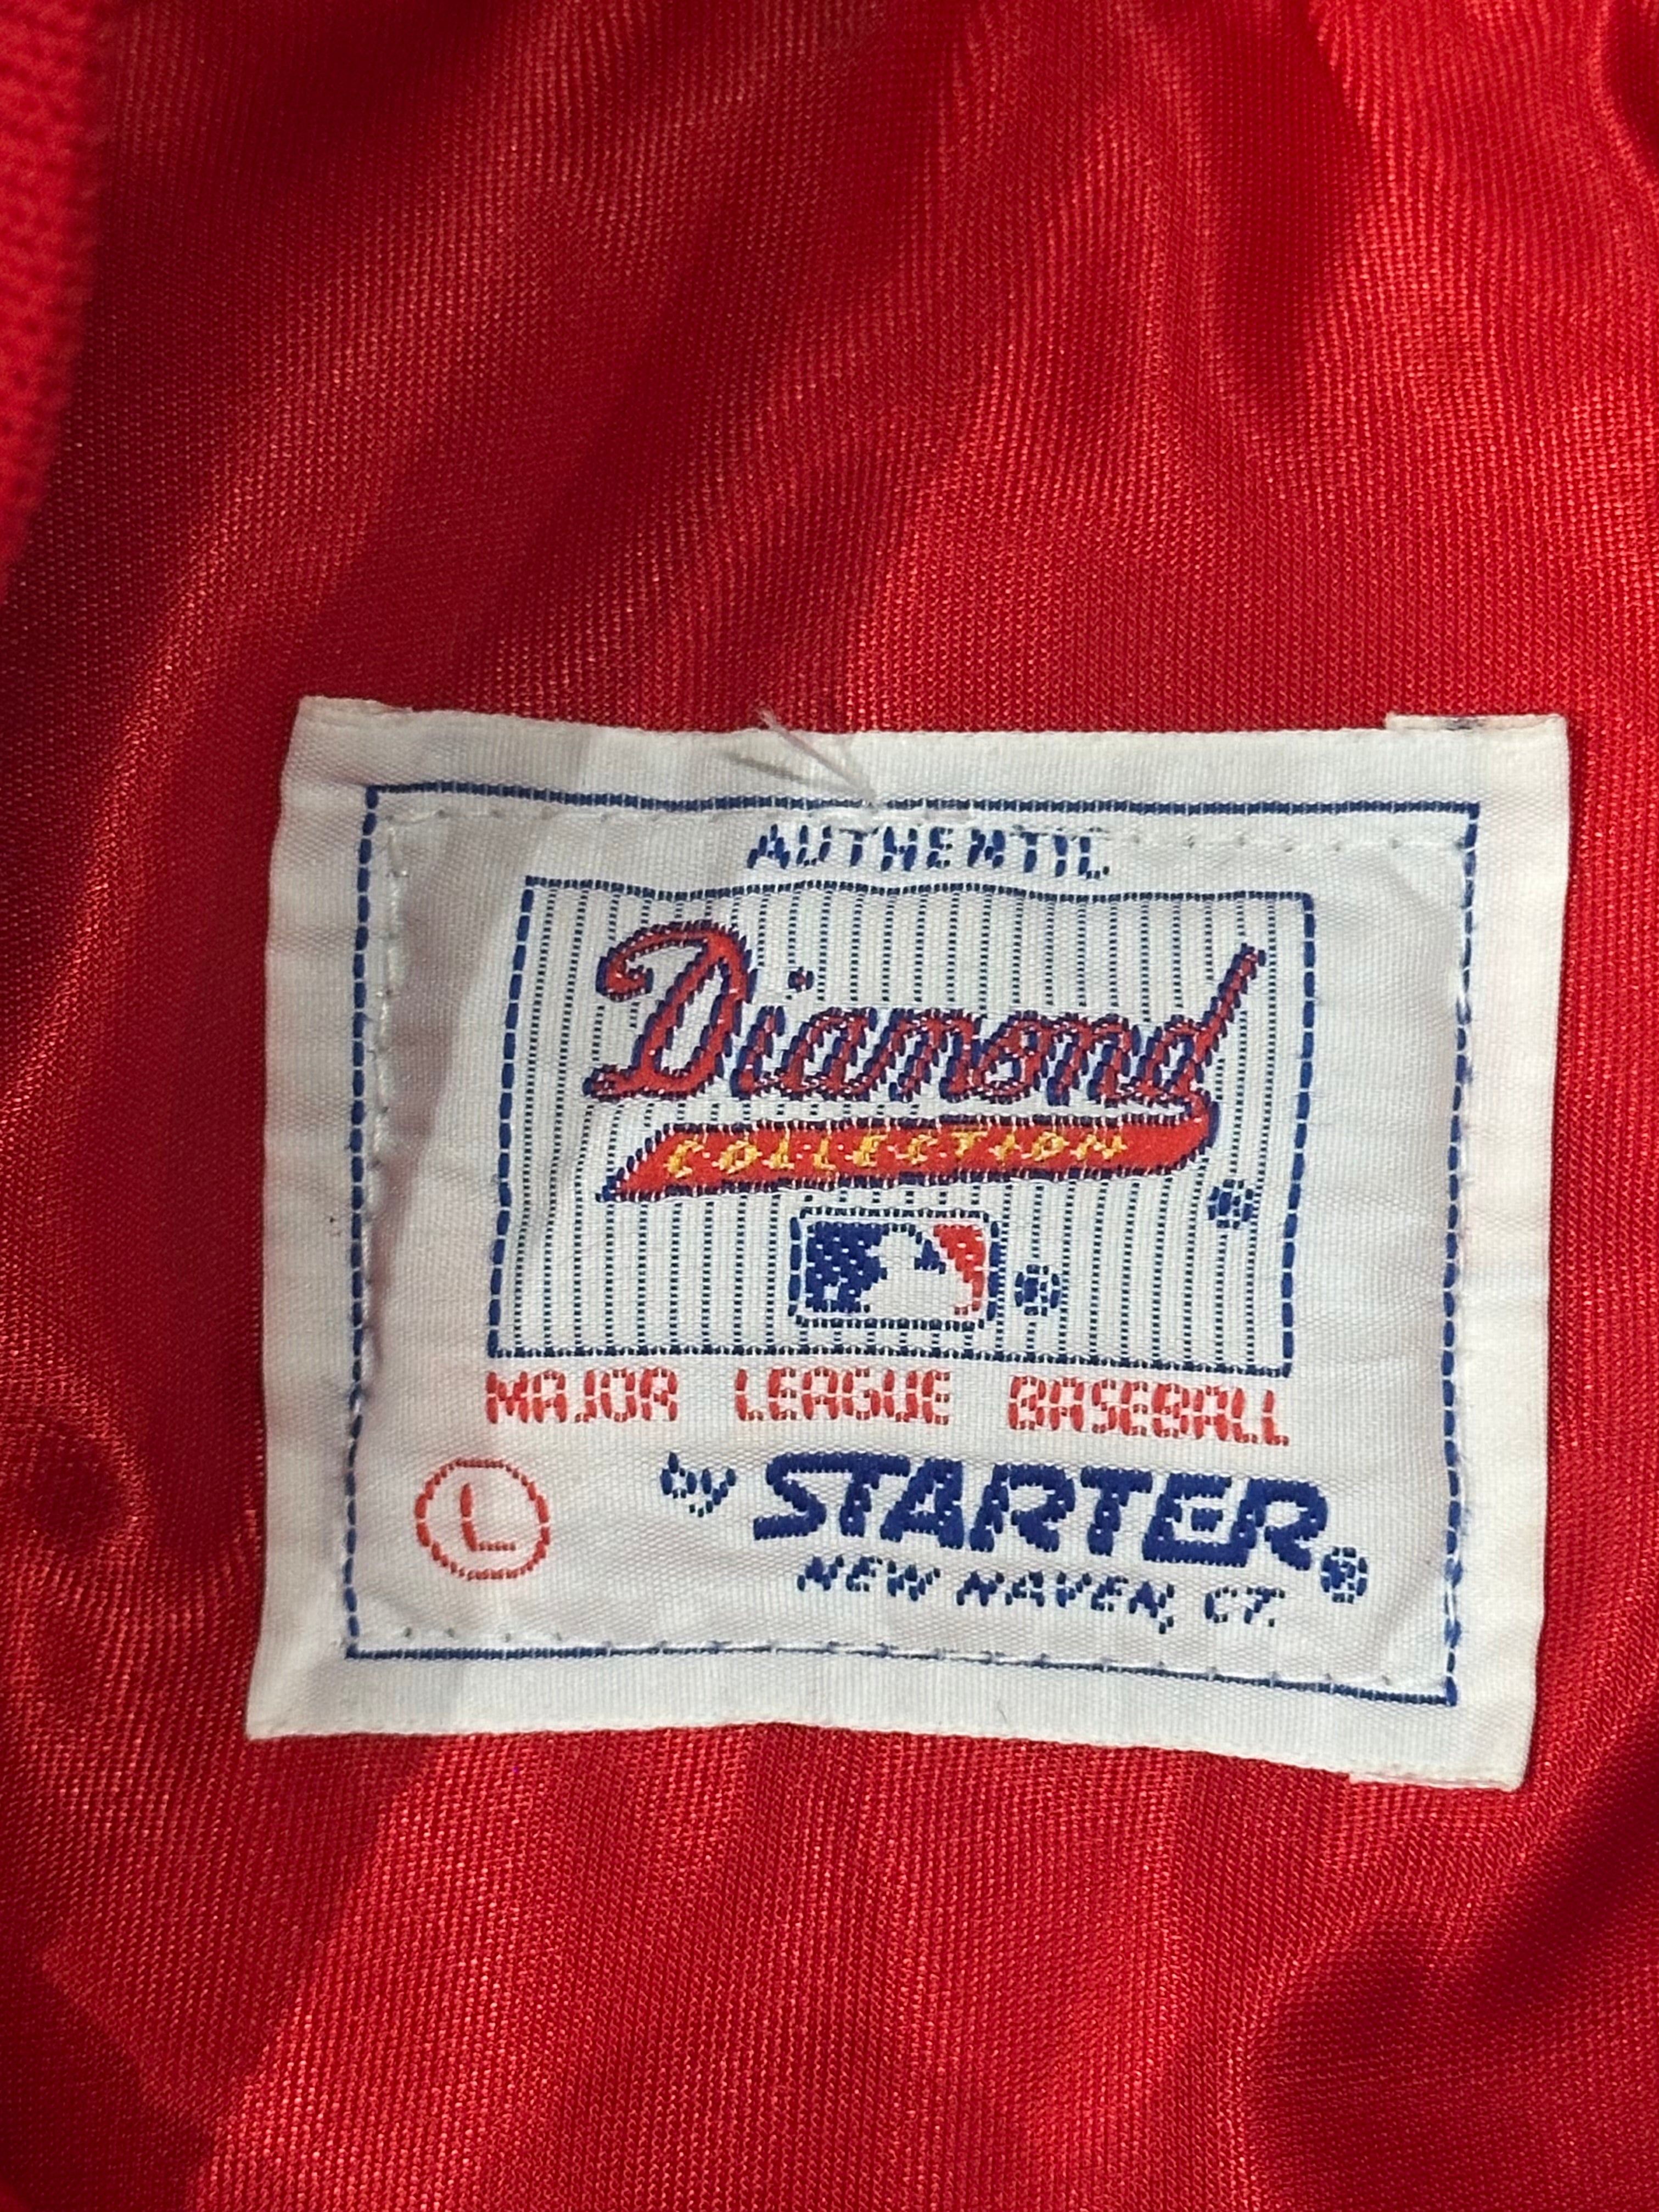 AUTHENTIC
Diamond
COLLECTION
®
®
MAJOR LEAGUE BASEBALL
L
by STARTER®
NEW HAVEN, CT.